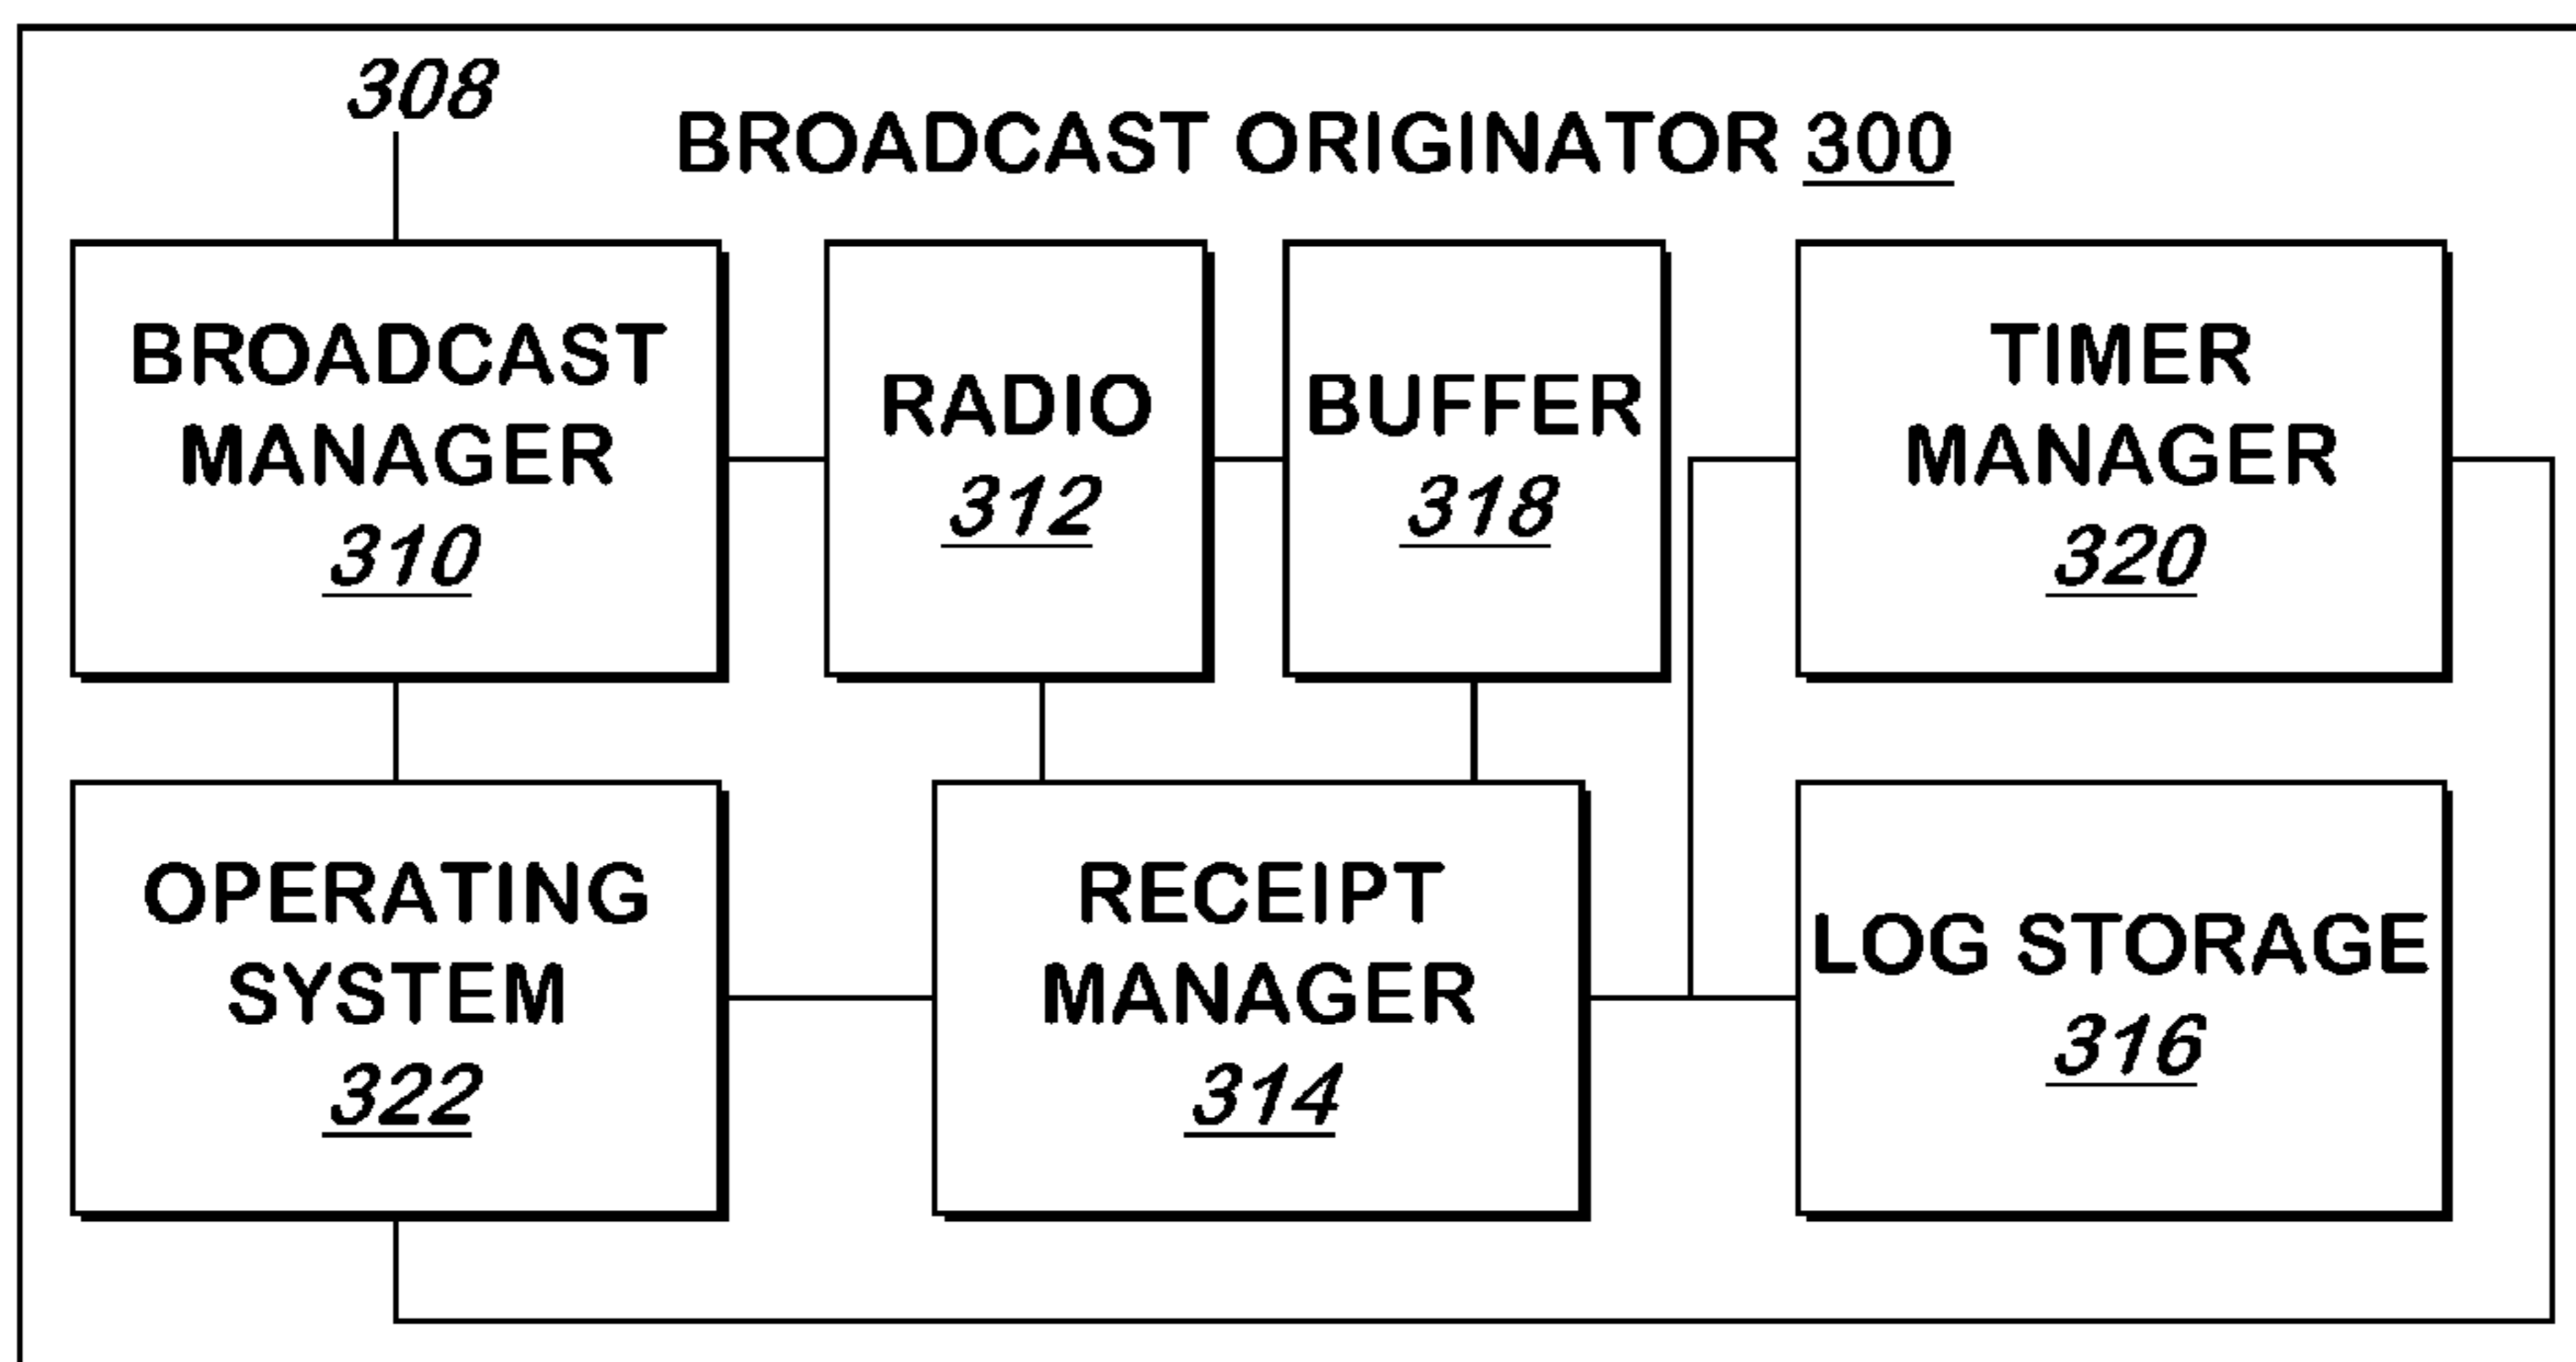 308
BROADCAST ORIGINATOR 300
BROADCAST
MANAGER
310
RADIO
312
BUFFER
318
TIMER
MANAGER
320
OPERATING
SYSTEM
322
RECEIPT
MANAGER
314
LOG STORAGE
316